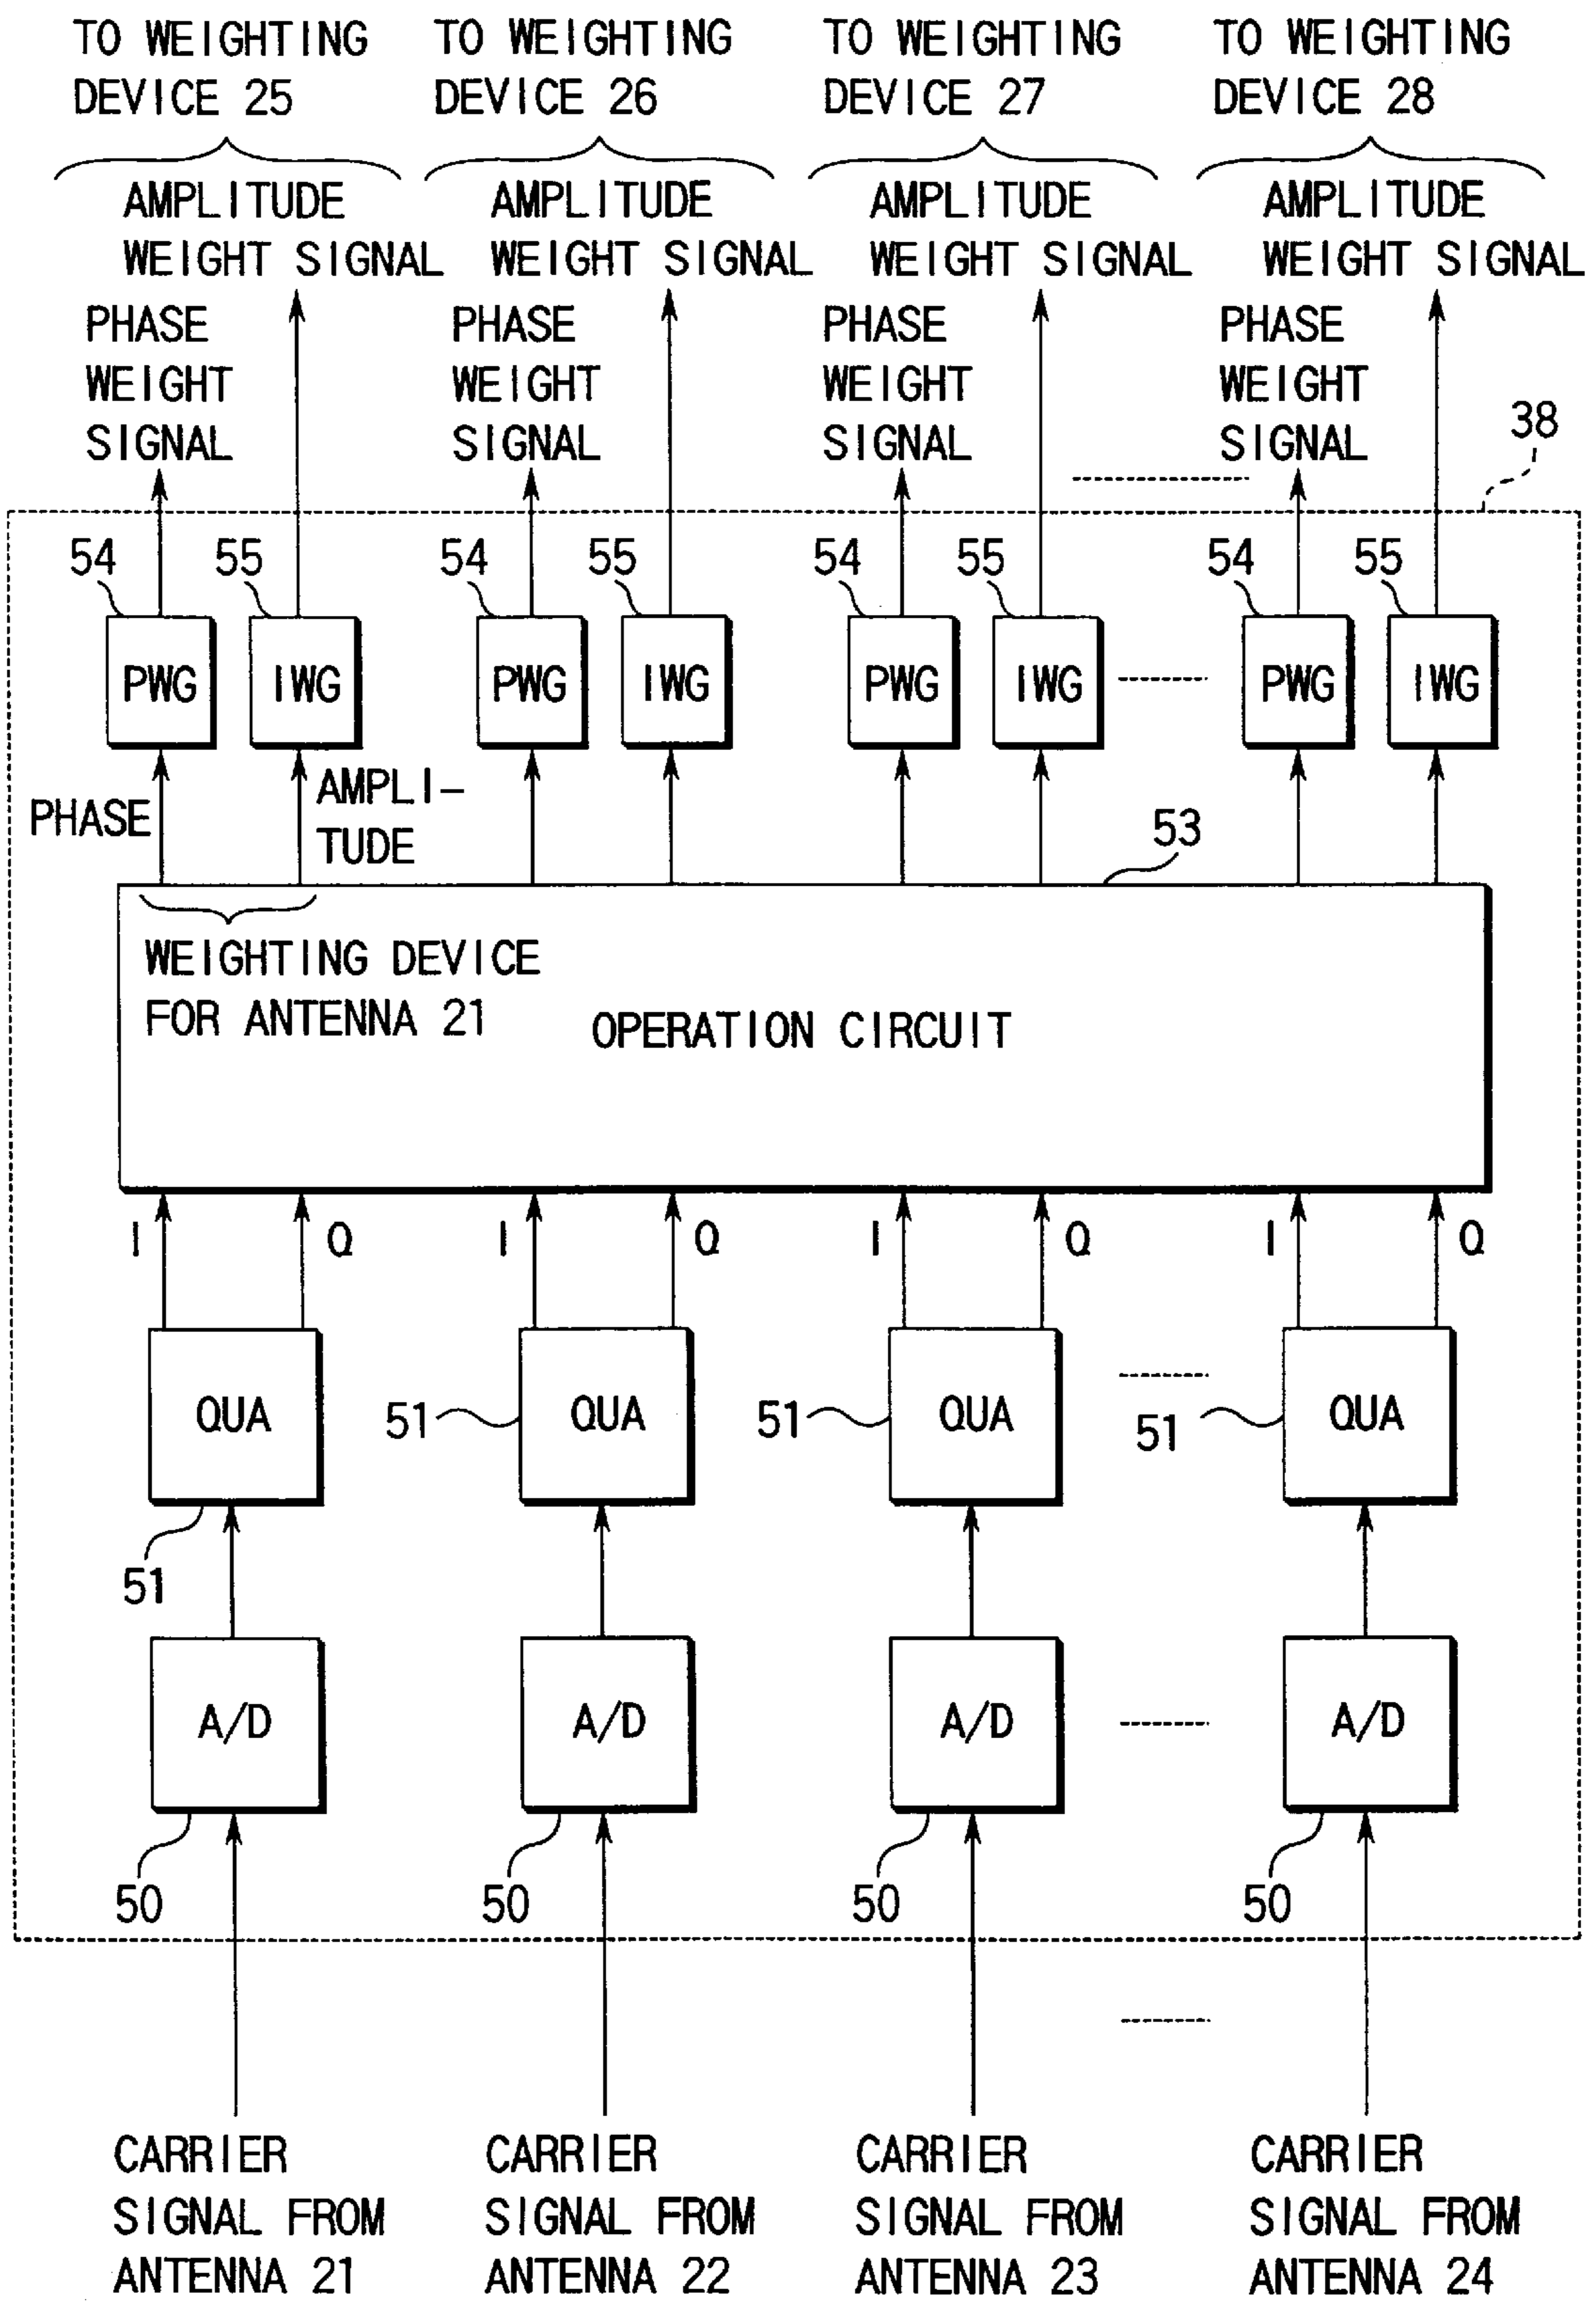 TO WEIGHTING
DEVICE 25
TO WEIGHTING
DEVICE 26
TO WEIGHTING
DEVICE 27
TO WEIGHTING
DEVICE 28
AMPLITUDE
WEIGHT SIGNAL
AMPLITUDE
WEIGHT SIGNAL
AMPLITUDE
WEIGHT SIGNAL
AMPLITUDE
WEIGHT SIGNAL
PHASE
WEIGHT
SIGNAL
PHASE
WEIGHT
SIGNAL
PHASE
WEIGHT
SIGNAL
PHASE
WEIGHT
SIGNAL
38
54
55
54
55
54
55
54
55
PWG
IWG
PWG
IWG
PWG
IWG
PWG
IWG
PHASE
AMPLI-
TUDE
53
WEIGHTING DEVICE
FOR ANTENNA 21
OPERATION CIRCUIT
I
Q
I
Q
I
Q
I
Q
QUA
51
QUA
51
QUA
51
QUA
51
A/D
A/D
A/D
A/D
50
50
50
50
CARRIER
SIGNAL FROM
ANTENNA 21
CARRIER
SIGNAL FROM
ANTENNA 22
CARRIER
SIGNAL FROM
ANTENNA 23
CARRIER
SIGNAL FROM
ANTENNA 24